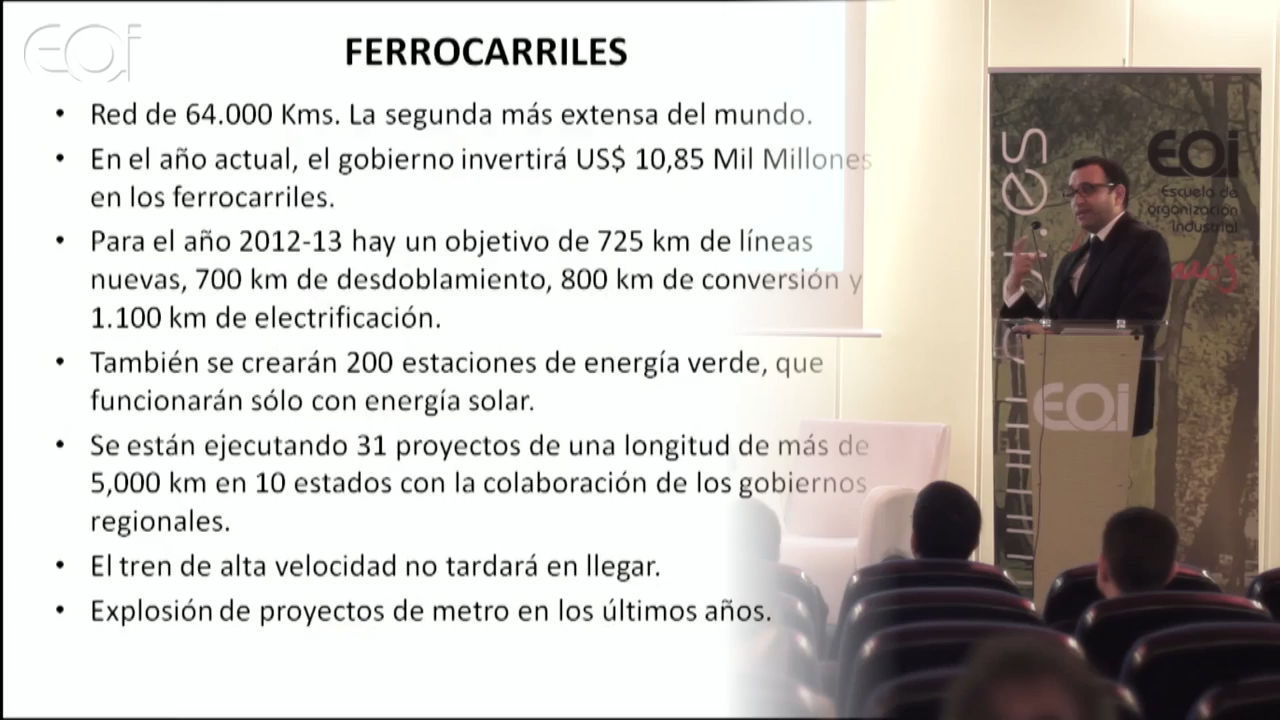 EOi
FERROCARRILES
• Red de 64.000 Kms. La segunda más extensa del mundo.
• En el año actual, el gobierno invertirá US$ 10,85 Mil Millones
en los ferrocarriles.
• Para el año 2012-13 hay un objetivo de 725 km de líneas
nuevas, 700 km de desdoblamiento, 800 km de conversión y
1.100 km de electrificación.
• También se crearán 200 estaciones de energía verde, que
funcionarán sólo con energía solar.
• Se están ejecutando 31 proyectos de una longitud de más de
5,000 km en 10 estados con la colaboración de los gobiernos
regionales.
• El tren de alta velocidad no tardará en llegar.
• Explosión de proyectos de metro en los últimos años.
EOi
Escuela de
organización
industrial
EOi